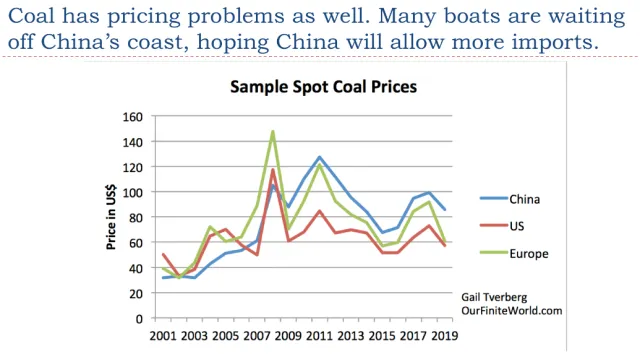 Coal has pricing problems as well. Many boats are waiting
off China's coast, hoping China will allow more imports.
Sample Spot Coal Prices
160
140
120
100
80
60
40
20
0
Price in US$
2001 2003 2005 2007 2009 2011 2013 2015 2017 2019
China
US
Europe
Gail Tverberg
OurFiniteWorld.com